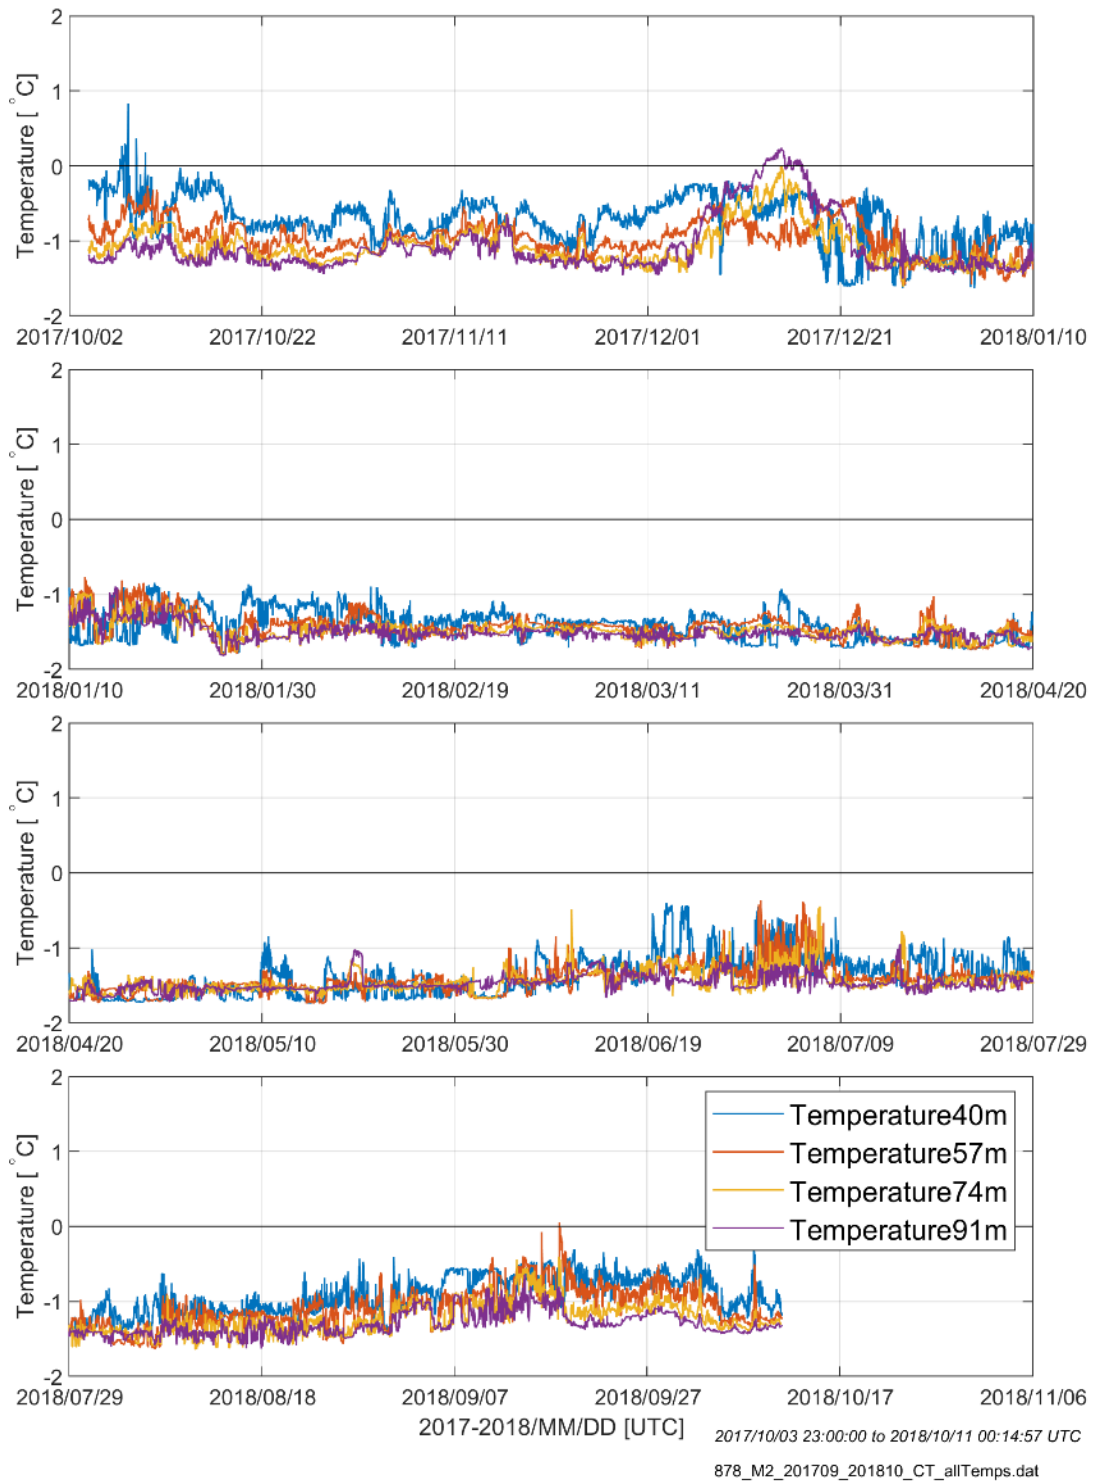 2
1
0
-1
-2
Temperature [ °C]
2017/10/02 2017/10/22 2017/11/11 2017/12/01 2017/12/21 2018/01/10
2
1
0
-1
-2
Temperature [ °C]
2018/01/10 2018/01/30 2018/02/19 2018/03/11 2018/03/31 2018/04/20
2
1
0
-1
-2
Temperature [ °C]
2018/04/20 2018/05/10 2018/05/30 2018/06/19 2018/07/09 2018/07/29
2
1
0
-1
-2
Temperature [ °C]
Temperature40m
Temperature57m
Temperature74m
Temperature91m
2018/07/29 2018/08/18 2018/09/07 2018/09/27 2018/10/17 2018/11/06
2017-2018/MM/DD [UTC]
2017/10/03 23:00:00 to 2018/10/11 00:14:57 UTC
878_M2_201709_201810_CT_allTemps.dat